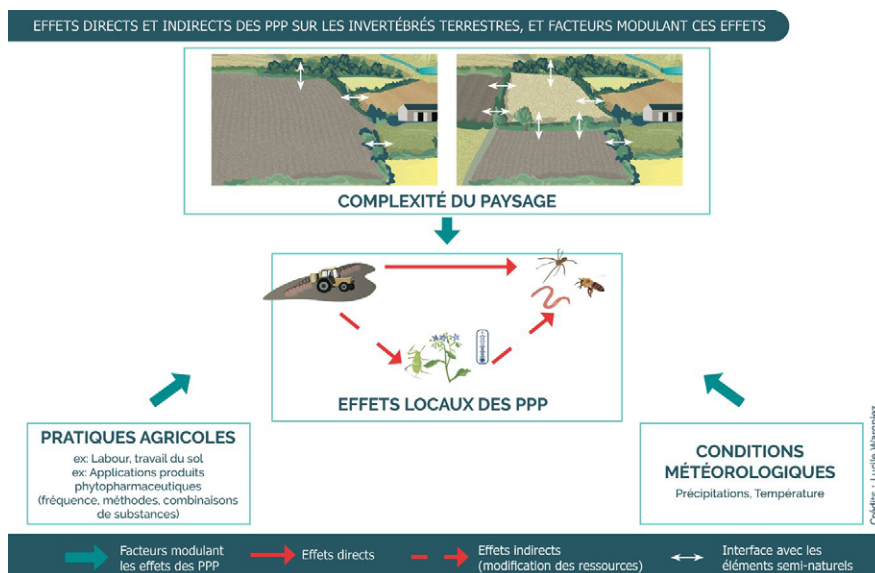 EFFETS DIRECTS ET INDIRECTS DES PPP SUR LES INVERTÉBRÉS TERRESTRES, ET FACTEURS MODULANT CES EFFETS
COMPLEXITÉ DU PAYSAGE
EFFETS LOCAUX DES PPP
PRATIQUES AGRICOLES
ex: Labour, travail du sol
ex: Applications produits
phytopharmaceutiques
(fréquence, méthodes, combinaisons
de substances)
CONDITIONS
MÉTÉOROLOGIQUES
Précipitations, Température
Crédits : Lucile Wargniez
Facteurs modulant
les effets des PPP
Effets directs
Effets indirects
(modification des ressources)
Interface avec les
éléments semi-naturels